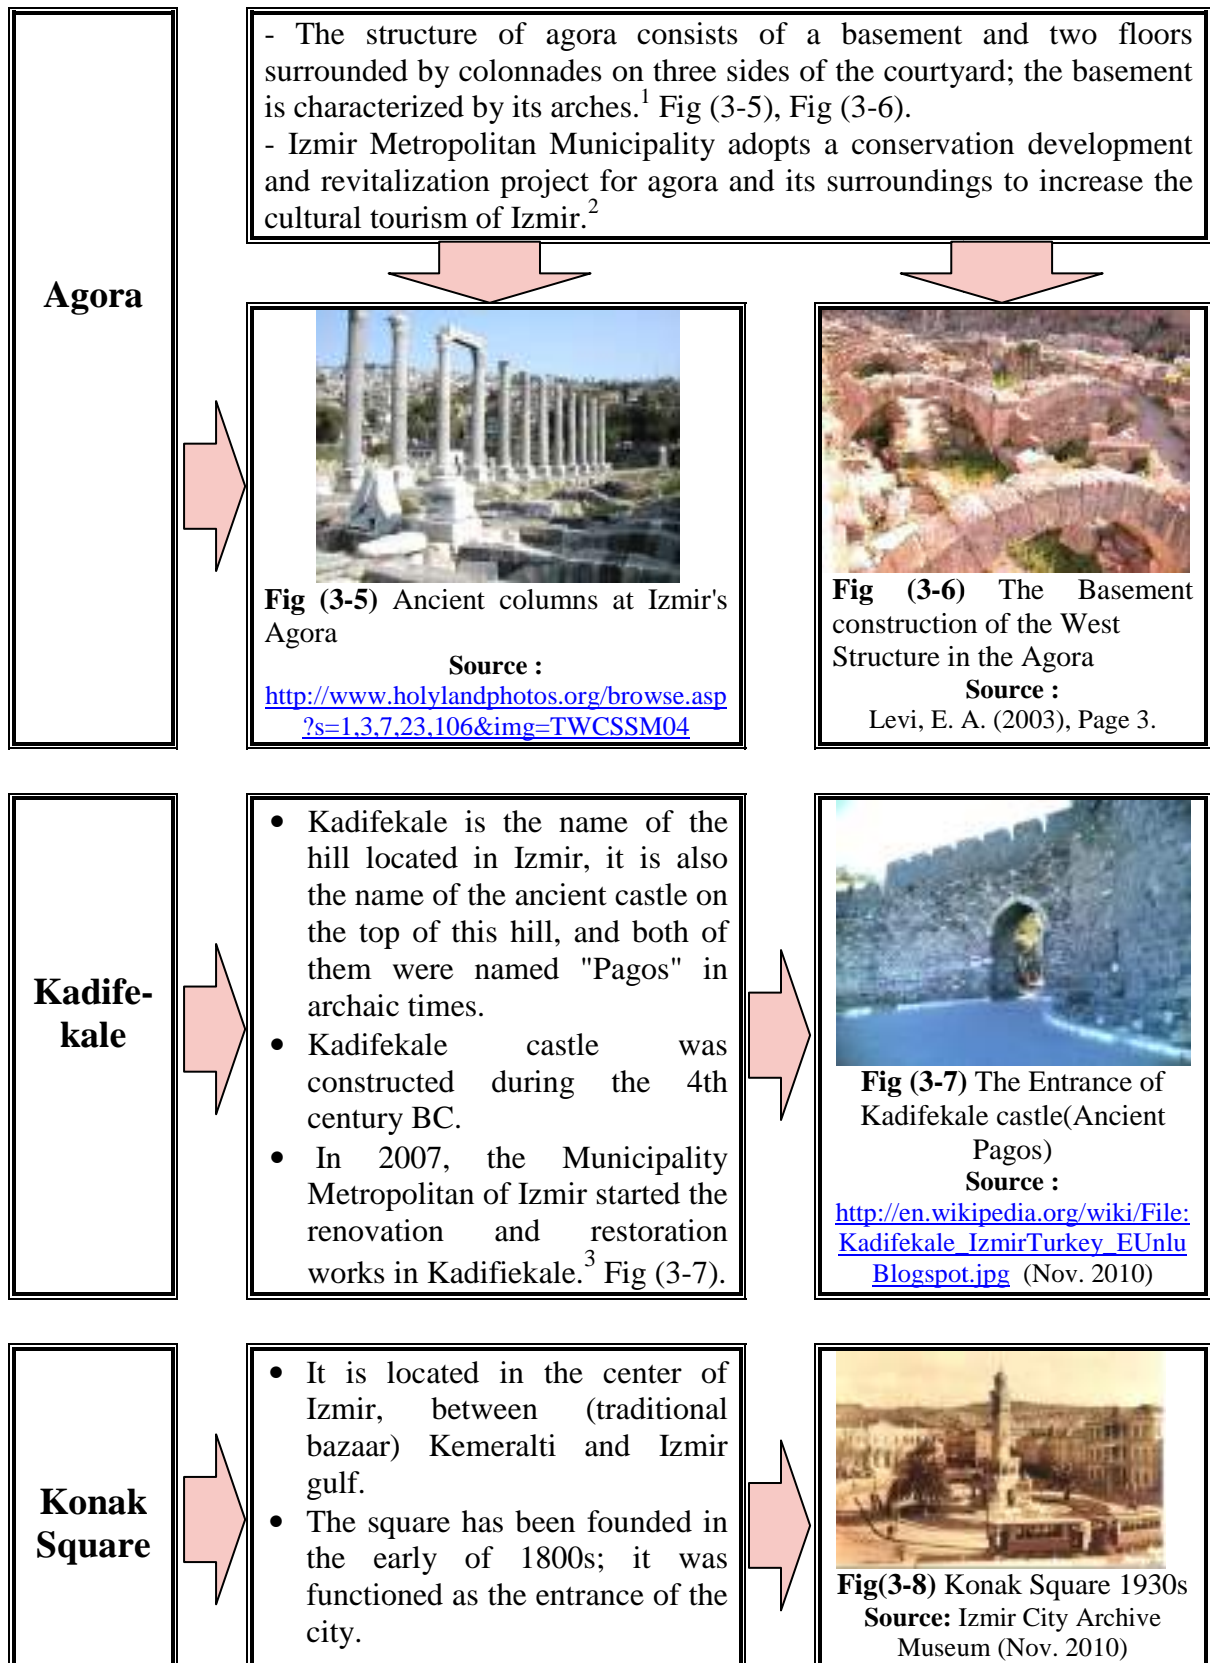 - The structure of agora consists of a basement and two floors
surrounded by colonnades on three sides of the courtyard; the basement
is characterized by its arches.1 Fig (3-5), Fig (3-6).
- Izmir Metropolitan Municipality adopts a conservation development
and revitalization project for agora and its surroundings to increase the
cultural tourism of Izmir.2
Agora
Fig (3-5) Ancient columns at Izmir's
Agora
Source :
http://www.holylandphotos.org/browse.asp
?s=1,3,7,23,106&img=TWCSSM04
Fig (3-6) The Basement
construction of the West
Structure in the Agora
Source :
Levi, E. A. (2003), Page 3.
Kadife-
kale
• Kadifekale is the name of the
hill located in Izmir, it is also
the name of the ancient castle on
the top of this hill, and both of
them were named "Pagos" in
archaic times.
• Kadifekale castle was
constructed during the 4th
century BC.
• In 2007, the Municipality
Metropolitan of Izmir started the
renovation and restoration
works in Kadifiekale.3 Fig (3-7).
Fig (3-7) The Entrance of
Kadifekale castle(Ancient
Pagos)
Source :
http://en.wikipedia.org/wiki/File:
Kadifekale_IzmirTurkey_EUnlu
Blogspot.jpg (Nov. 2010)
Konak
Square
• It is located in the center of
Izmir, between (traditional
bazaar) Kemeralti and Izmir
gulf.
• The square has been founded in
the early of 1800s; it was
functioned as the entrance of the
city.
Fig(3-8) Konak Square 1930s
Source: Izmir City Archive
Museum (Nov. 2010)